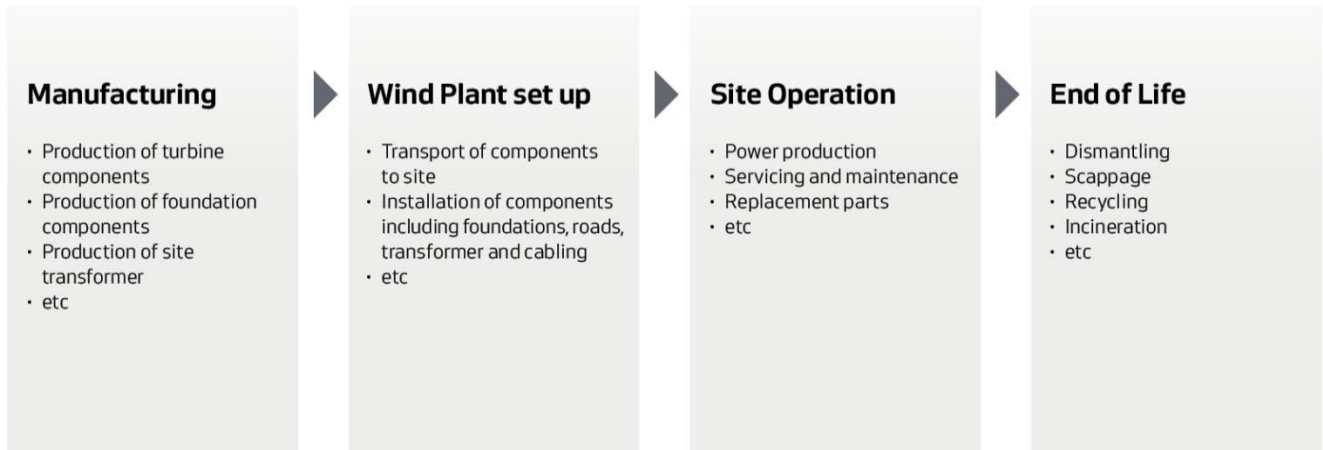 Manufacturing
· Production of turbine
components
· Production of foundation
components
· Production of site
transformer
· etc
Wind Plant set up
· Transport of components
to site
· Installation of components
including foundations, roads,
transformer and cabling
· etc
Site Operation
· Power production
· Servicing and maintenance
· Replacement parts
· etc
End of Life
· Dismantling
· Scappage
· Recycling
· Incineration
· etc